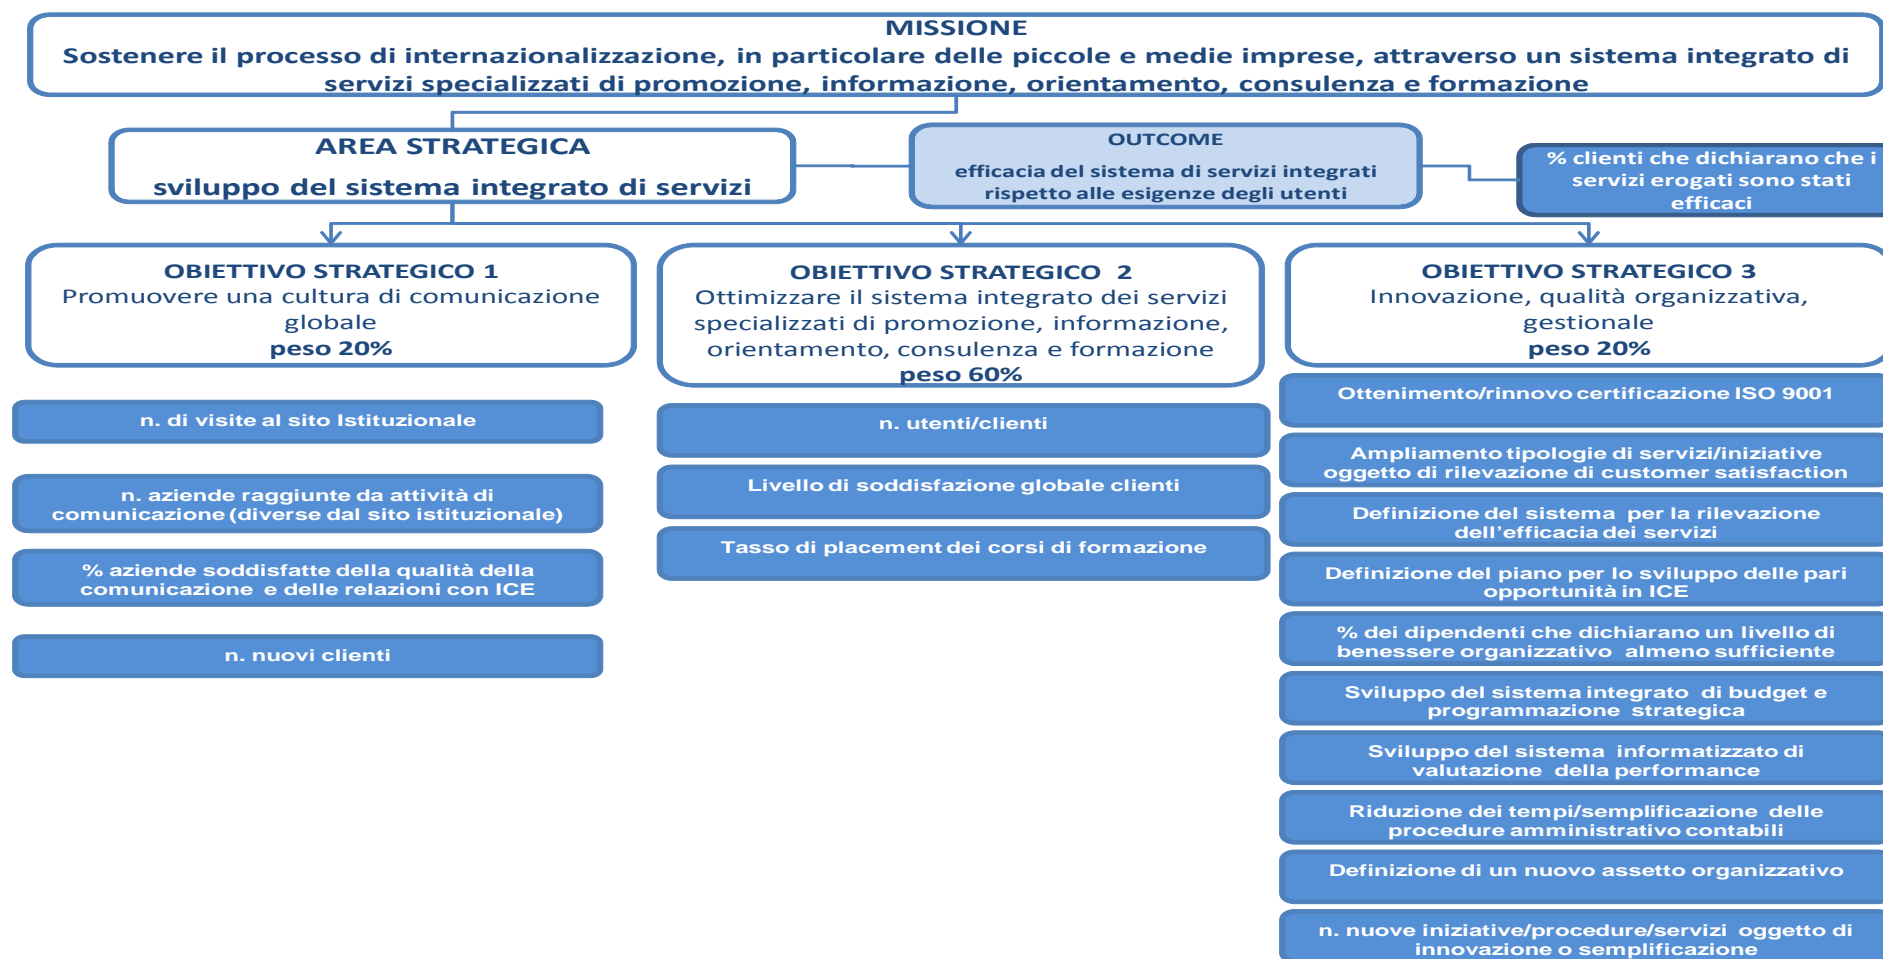 MISSIONE
Sostenere il processo di internazionalizzazione, in particolare delle piccole e medie imprese, attraverso un sistema integrato di
servizi specializzati di promozione, informazione, orientamento, consulenza e formazione
AREA STRATEGICA
sviluppo del sistema integrato di servizi
OUTCOME
efficacia del sistema di servizi integrati
rispetto alle esigenze degli utenti
% clienti che dichiarano che i
servizi erogati sono stati
efficaci
OBIETTIVO STRATEGICO 1
Promuovere una cultura di comunicazione
globale
peso 20%
n. di visite al sito Istituzionale
n. aziende raggiunte da attività di
comunicazione (diverse dal sito istituzionale)
% aziende soddisfatte della qualità della
comunicazione e delle relazioni con ICE
n. nuovi clienti
OBIETTIVO STRATEGICO 2
Ottimizzare il sistema integrato dei servizi
specializzati di promozione, informazione,
orientamento, consulenza e formazione
peso 60%
n. utenti/clienti
Livello di soddisfazione globale clienti
Tasso di placement dei corsi di formazione
OBIETTIVO STRATEGICO 3
Innovazione, qualità organizzativa,
gestionale
peso 20%
Ottenimento/rinnovo certificazione ISO 9001
Ampliamento tipologie di servizi/iniziative
oggetto di rilevazione di customer satisfaction
Definizione del sistema per la rilevazione
dell'efficacia dei servizi
Definizione del piano per lo sviluppo delle pari
opportunità in ICE
% dei dipendenti che dichiarano un livello di
benessere organizzativo almeno sufficiente
Sviluppo del sistema integrato di budget e
programmazione strategica
Sviluppo del sistema informatizzato di
valutazione della performance
Riduzione dei tempi/semplificazione delle
procedure amministrativo contabili
Definizione di un nuovo assetto organizzativo
n. nuove iniziative/procedure/servizi oggetto di
innovazione o semplificazione